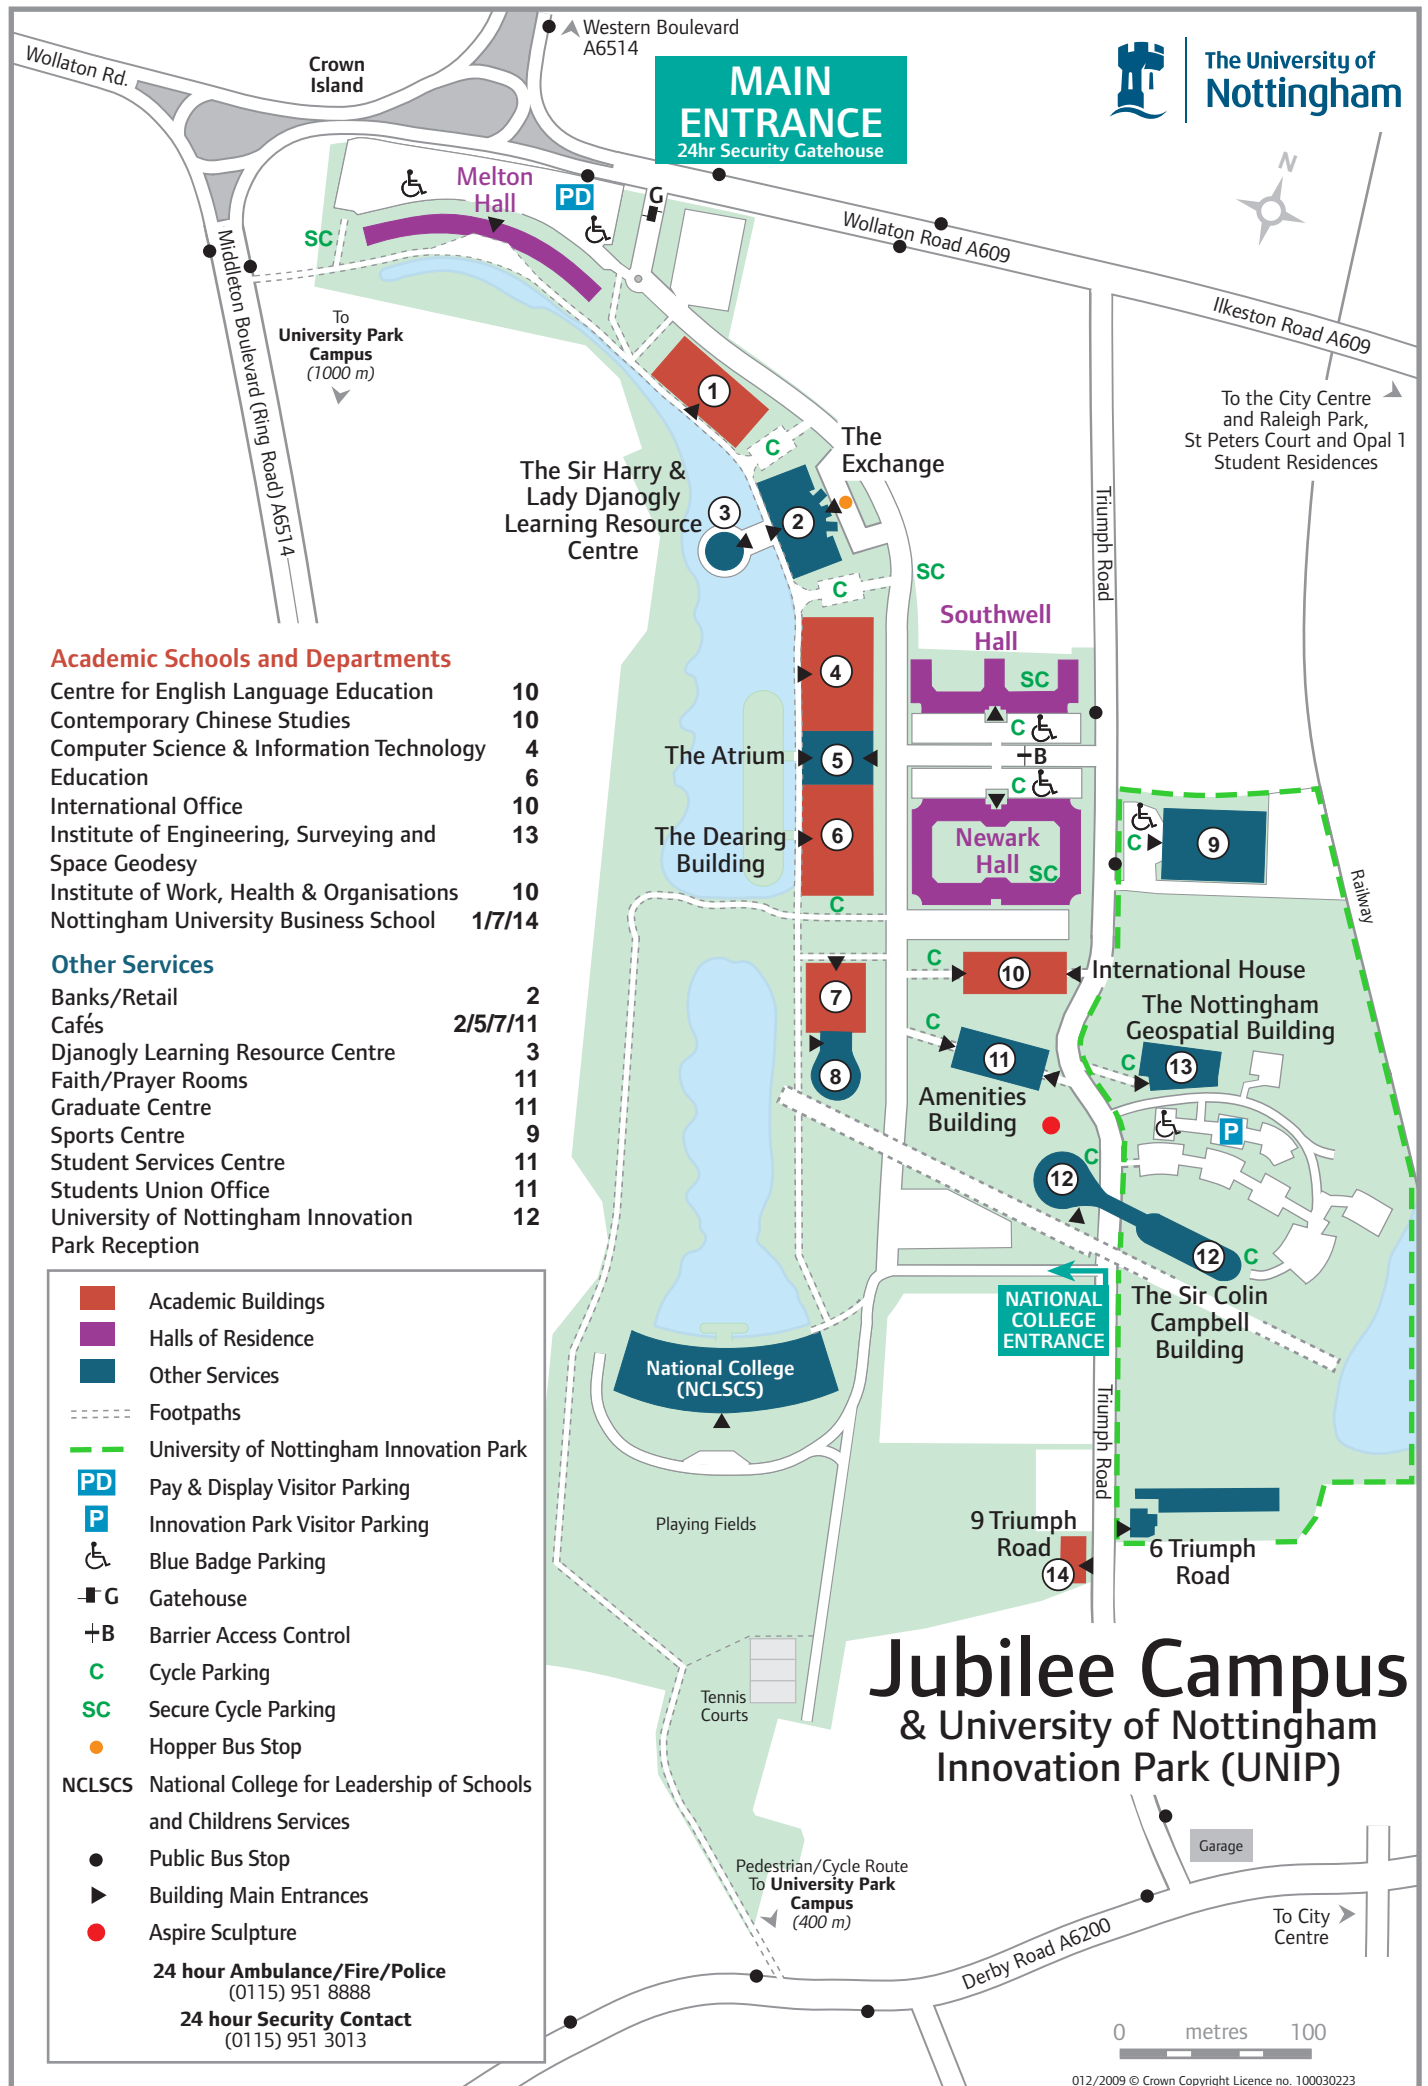 Western Boulevard
A6514
Wollaton Rd.
Crown
Island
MAIN
ENTRANCE
24hr Security Gatehouse
The University of
Nottingham
N
Melton
Hall
PD
G
SC
Wollaton Road A609
Ilkeston Road A609
Middleton Boulevard (Ring Road) A6514
To
University Park
Campus
(1000 m)
To the City Centre
and Raleigh Park,
St Peters Court and Opal 1
Student Residences
1
C
The
Exchange
The Sir Harry &
Lady Djanogly
Learning Resource
Centre
3
2
Triumph Road
C
SC
Southwell
Hall
SC
4
C
The Atrium
5
B
C
The Dearing
Building
6
Newark
Hall
SC
C
9
C
Railway
Academic Schools and Departments
Centre for English Language Education 10
Contemporary Chinese Studies 10
Computer Science & Information Technology 4
Education 6
International Office 10
Institute of Engineering, Surveying and 13
Space Geodesy
Institute of Work, Health & Organisations 10
Nottingham University Business School 1/7/14
Other Services
Banks/Retail 2
Cafés 2/5/7/11
Djanogly Learning Resource Centre 3
Faith/Prayer Rooms 11
Graduate Centre 11
Sports Centre 9
Student Services Centre 11
Students Union Office 11
University of Nottingham Innovation 12
Park Reception
C
10
International House
7
The Nottingham
Geospatial Building
C
11
C
13
8
Amenities
Building
P
C
12
12
C
NATIONAL
COLLEGE
ENTRANCE
The Sir Colin
Campbell
Building
National College
(NCLSCS)
Triumph Road
Playing Fields
9 Triumph
Road
14
6 Triumph
Road
Tennis
Courts
Academic Buildings
Halls of Residence
Other Services
Footpaths
University of Nottingham Innovation Park
PD Pay & Display Visitor Parking
P Innovation Park Visitor Parking
Blue Badge Parking
G Gatehouse
B Barrier Access Control
C Cycle Parking
SC Secure Cycle Parking
Hopper Bus Stop
NCLSCS National College for Leadership of Schools
and Childrens Services
Public Bus Stop
Building Main Entrances
Aspire Sculpture
24 hour Ambulance/Fire/Police
(0115) 951 8888
24 hour Security Contact
(0115) 951 3013
Jubilee Campus
& University of Nottingham
Innovation Park (UNIP)
Garage
Pedestrian/Cycle Route
To University Park
Campus
(400 m)
Derby Road A6200
To City
Centre
0 metres 100
012/2009 © Crown Copyright Licence no. 100030223